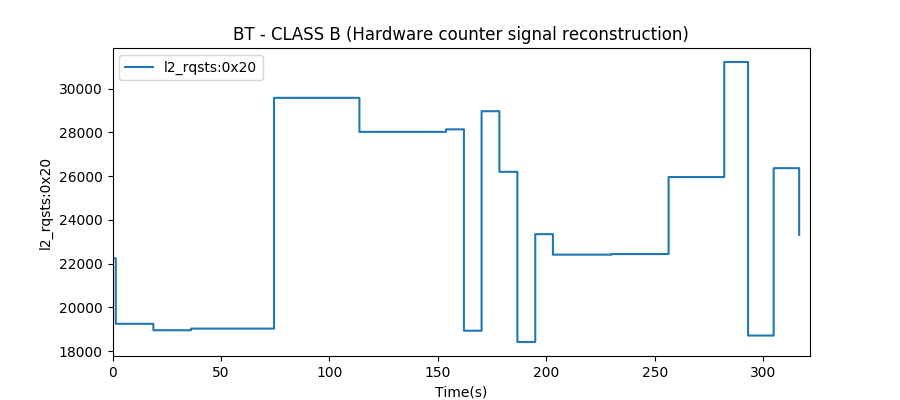 BT - CLASS B (Hardware counter signal reconstruction)
l2_rqsts:0x20
30000
28000
26000
24000
22000
20000
18000
l2_rqsts:0x20
0 50 100 150 200 250 300
Time(s)